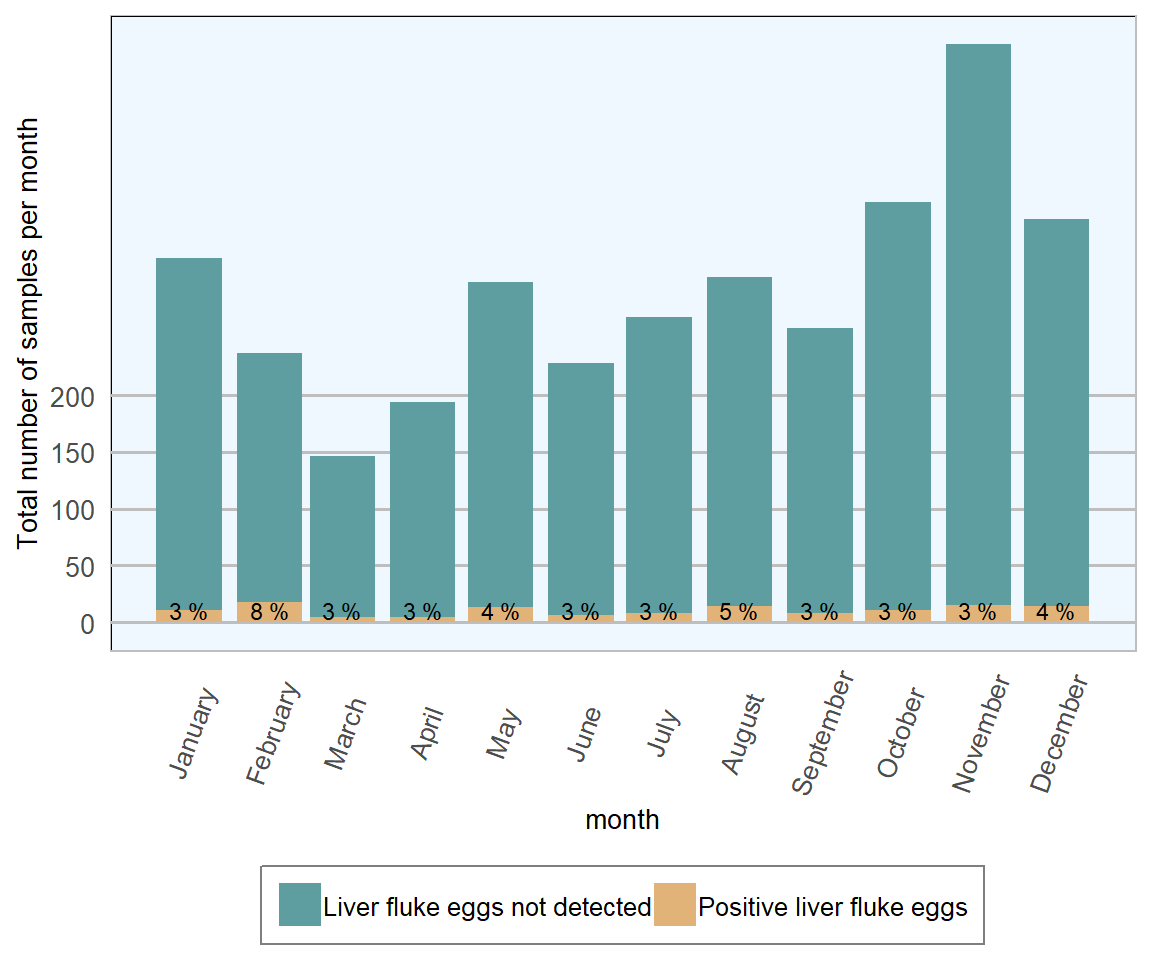 Total number of samples per month
200
150
100
50
0
3 % 8 % 3 % 3 % 4 % 3 % 3 % 5 % 3 % 3 % 3 % 4 %
January February March April May June July August September October November December
month
Liver fluke eggs not detected Positive liver fluke eggs